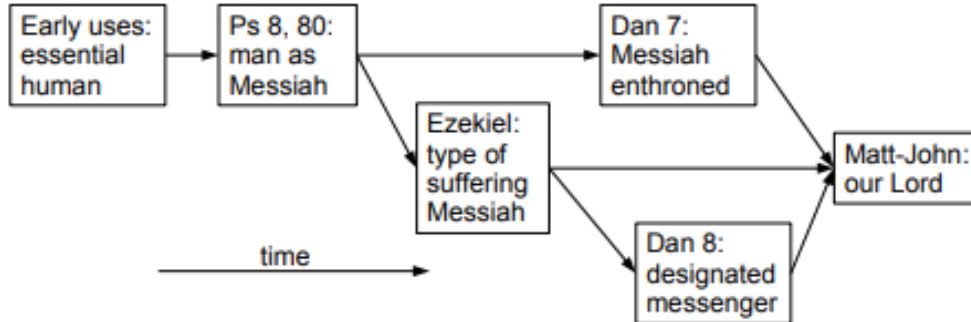 Early uses:
essential
human
Ps 8, 80:
man as
Messiah
Dan 7:
Messiah
enthroned
Ezekiel:
type of
suffering
Messiah
Matt-John:
our Lord
Dan 8:
designated
messenger
time